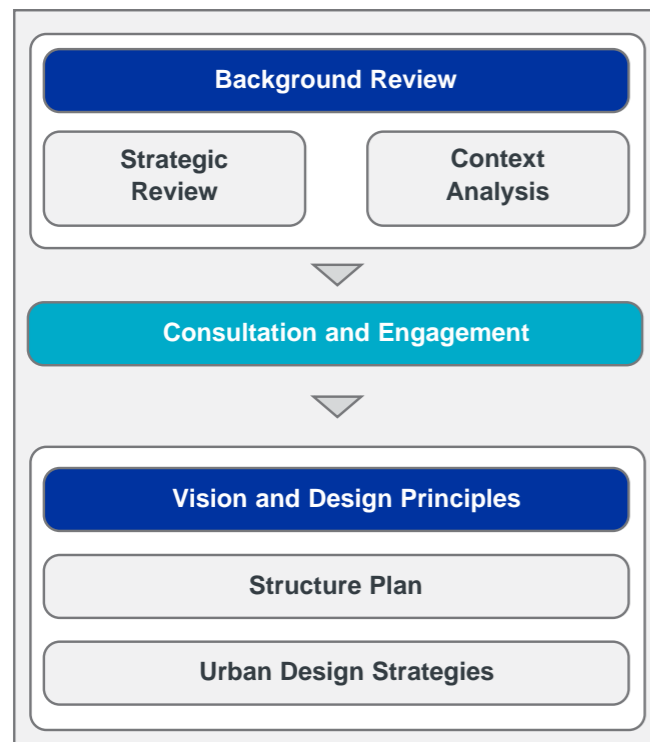 Background Review
Strategic
Review
Context
Analysis
Consultation and Engagement
Vision and Design Principles
Structure Plan
Urban Design Strategies